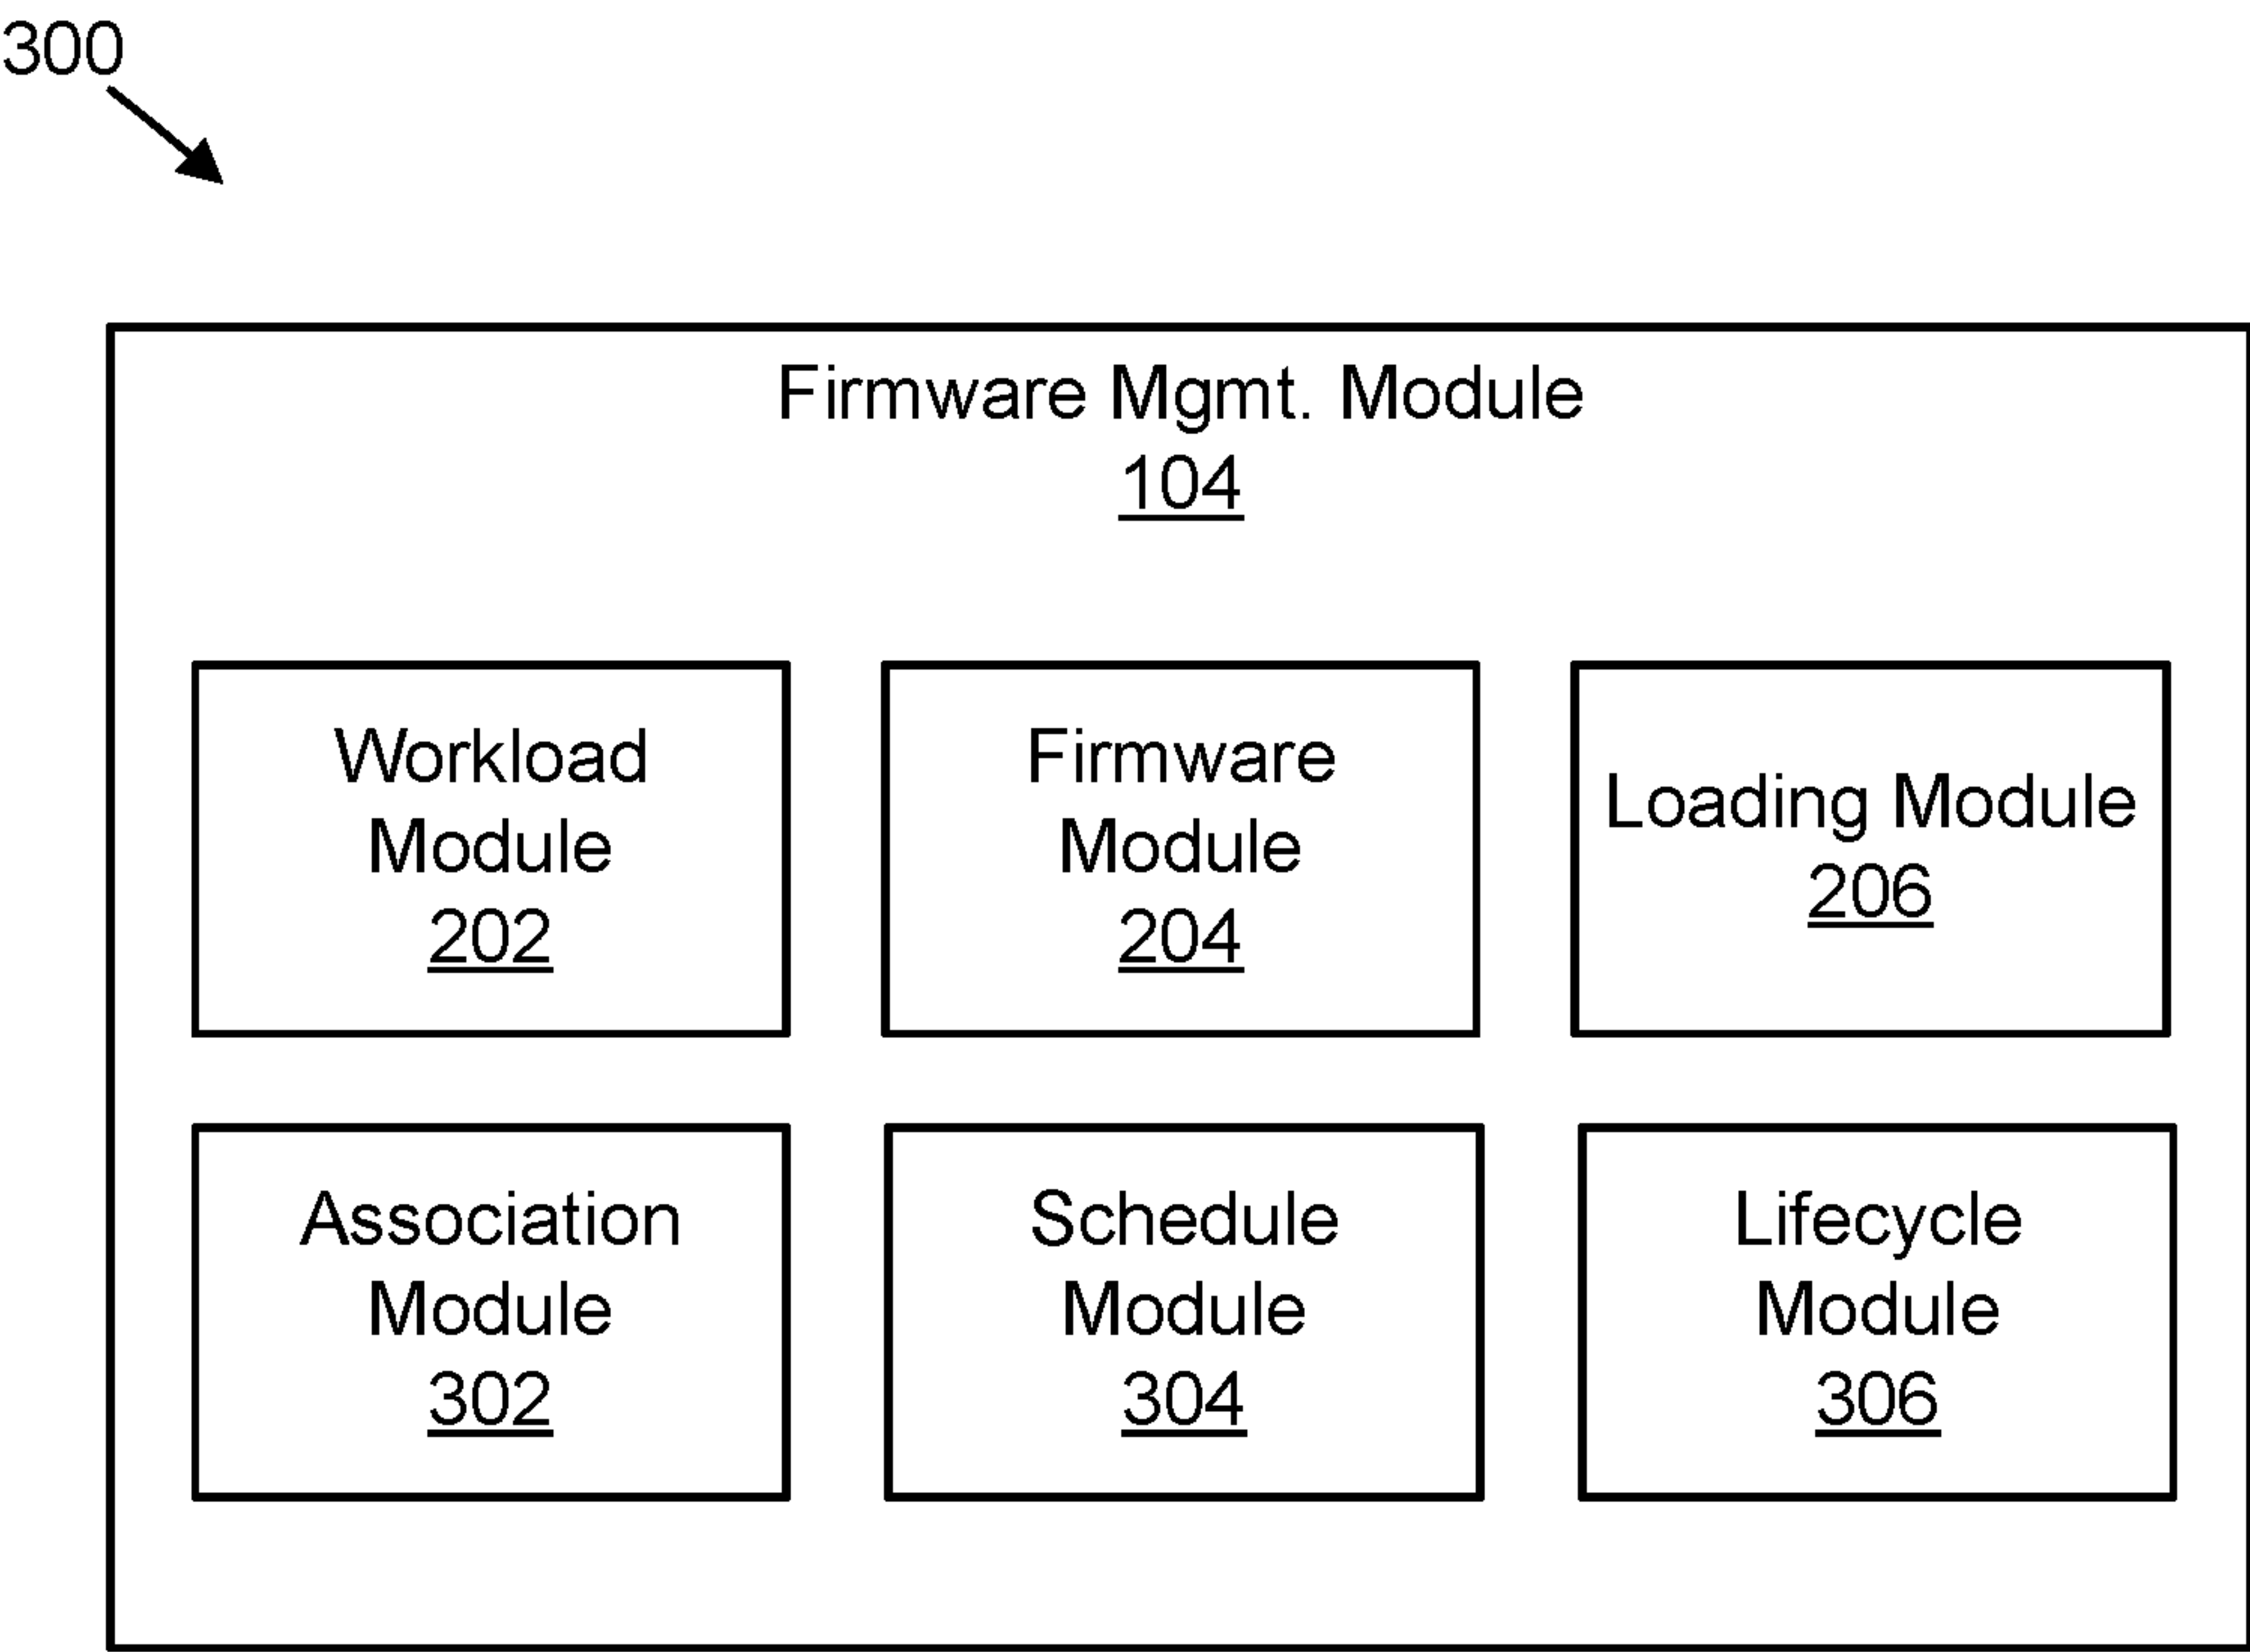 300
Firmware Mgmt. Module
104
Workload
Module
202
Firmware
Module
204
Loading Module
206
Association
Module
302
Schedule
Module
304
Lifecycle
Module
306